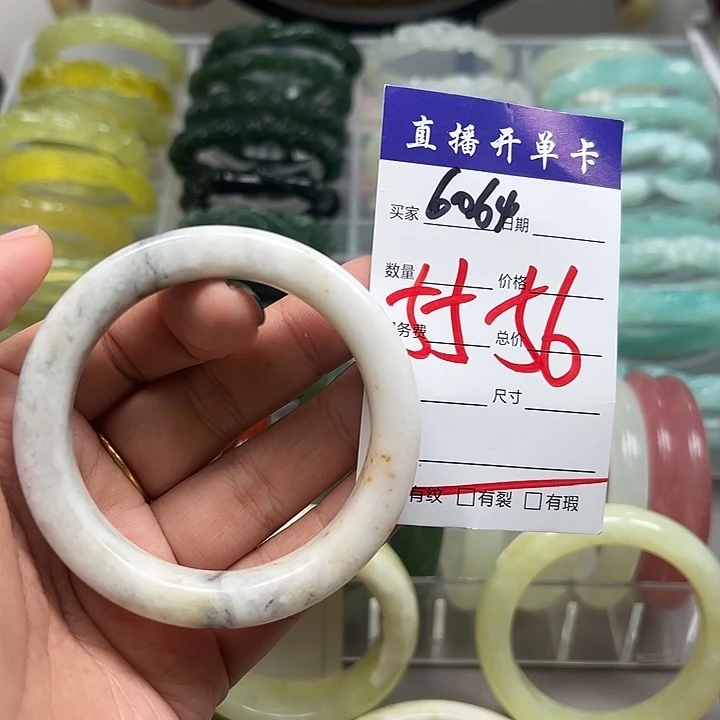 直播开单卡
买家 6064 日期
数量 价格
55 56
务费 总价
尺寸
有纹 □有裂 □有瑕